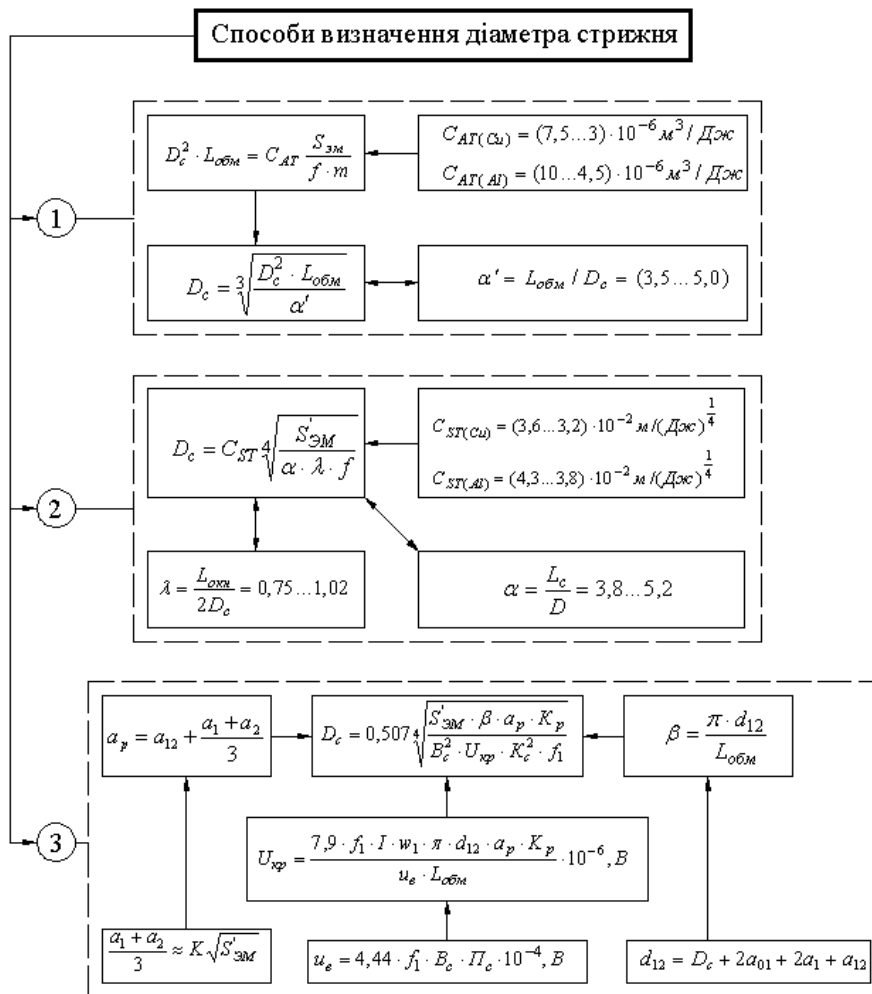 Способи визначення діаметра стрижня
1
D_c^2 · L_обм = C_AT S_эм / (f · m)
C_AT(Cu) = (7,5...3) · 10^-6 м^3 / Дж
C_AT(Al) = (10...4,5) · 10^-6 м^3 / Дж
D_c = ∛(D_c^2 · L_обм / α')
α' = L_обм / D_c = (3,5...5,0)
2
D_c = C_ST ∜(S'_ЭМ / (α · λ · f))
C_ST(Cu) = (3,6...3,2) · 10^-2 м /(Дж)^(1/4)
C_ST(Al) = (4,3...3,8) · 10^-2 м /(Дж)^(1/4)
λ = L_окн / 2D_c = 0,75...1,02
α = L_c / D = 3,8...5,2
3
a_p = a_12 + (a_1 + a_2) / 3
D_c = 0,507 ∜(S'_ЭМ · β · a_p · K_p / (B_c^2 · U_кр · K_c^2 · f_1))
β = π · d_12 / L_обм
U_кр = (7,9 · f_1 · I · w_1 · π · d_12 · a_p · K_p) / (u_в · L_обм) · 10^-6, В
(a_1 + a_2) / 3 ≈ K √S'_ЭМ
u_в = 4,44 · f_1 · B_c · П_c · 10^-4, В
d_12 = D_c + 2a_01 + 2a_1 + a_12